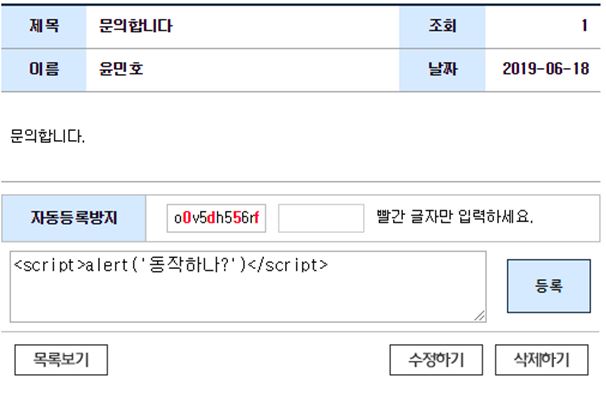 제목 문의합니다 조회 1
이름 윤민호 날짜 2019-06-18
문의합니다.
자동등록방지 o0v5dh556rf 빨간 글자만 입력하세요.
<script>alert('동작하나?')</script>
등록
목록보기 수정하기 삭제하기